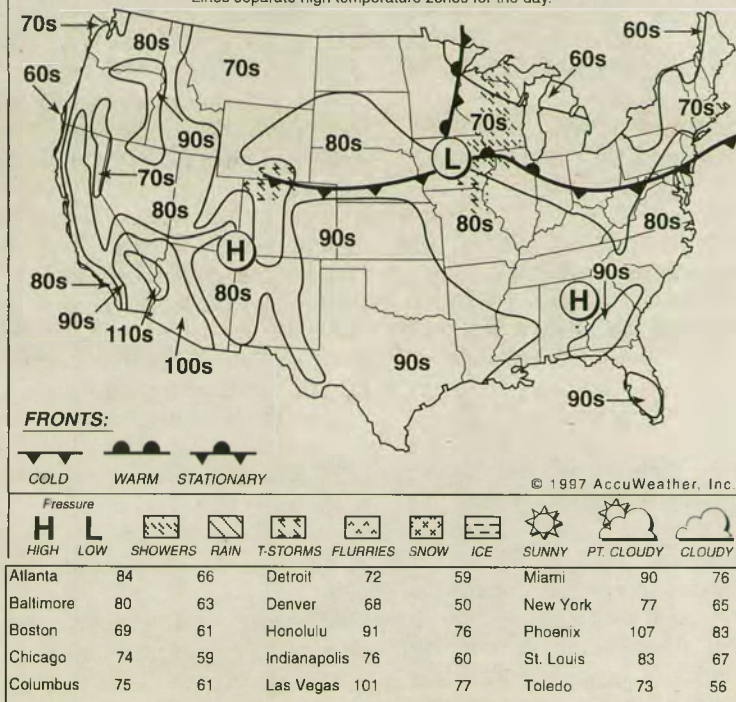 Lines separate high temperature zones for the day.
70s
60s
80s
70s
60s
60s
90s
70s
80s
70s
70s
80s
80s
L
80s
H
90s
80s
80s
90s
H
80s
90s
110s
100s
90s
90s
FRONTS:
COLD WARM STATIONARY
© 1997 AccuWeather, Inc.
Pressure
H L
HIGH LOW SHOWERS RAIN T-STORMS FLURRIES SNOW ICE SUNNY PT. CLOUDY CLOUDY
Atlanta 84 66 Detroit 72 59 Miami 90 76
Baltimore 80 63 Denver 68 50 New York 77 65
Boston 69 61 Honolulu 91 76 Phoenix 107 83
Chicago 74 59 Indianapolis 76 60 St. Louis 83 67
Columbus 75 61 Las Vegas 101 77 Toledo 73 56